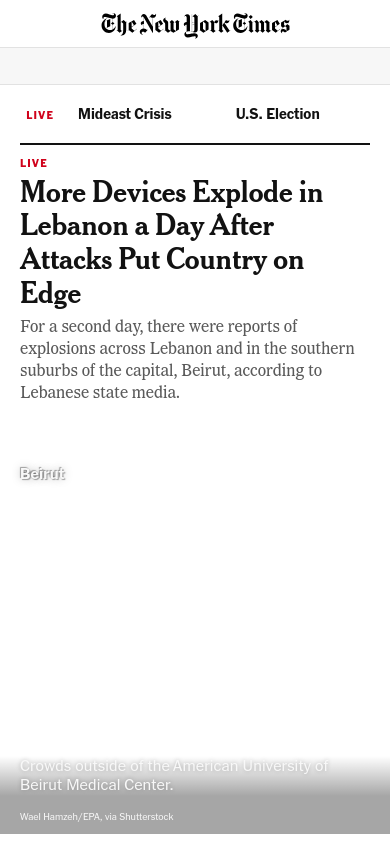 The New York Times
LIVE Mideast Crisis U.S. Election
LIVE
More Devices Explode in
Lebanon a Day After
Attacks Put Country on
Edge
For a second day, there were reports of
explosions across Lebanon and in the southern
suburbs of the capital, Beirut, according to
Lebanese state media.
Beirut
Crowds outside of the American University of
Beirut Medical Center.
Wael Hamzeh/EPA, via Shutterstock